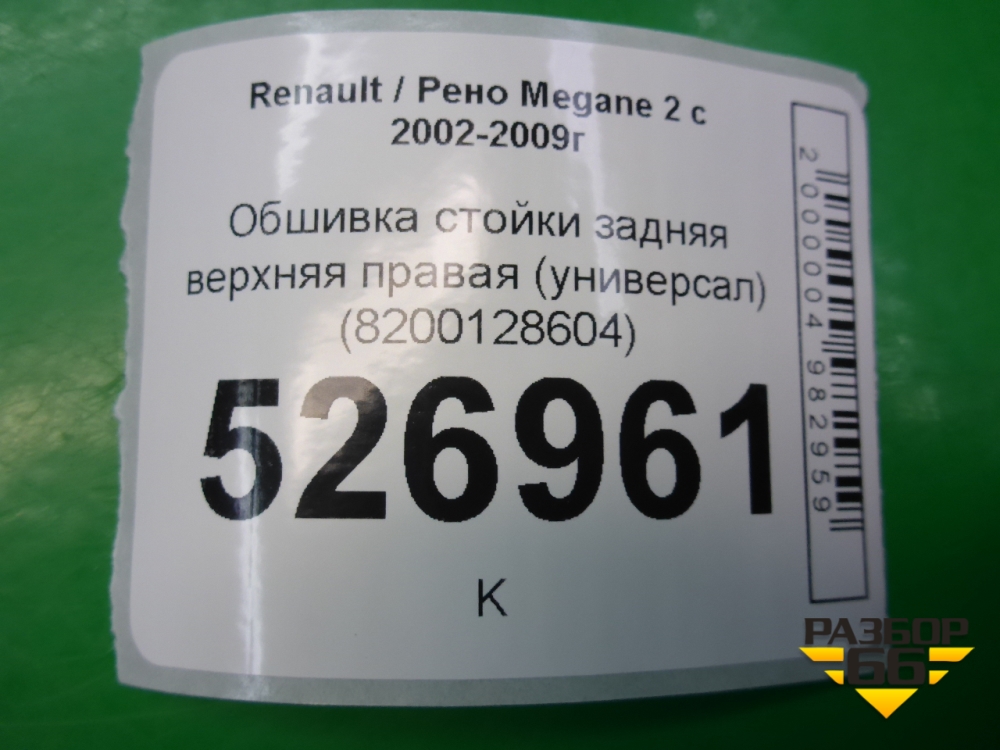 Renault / Рено Megane 2 с
2002-2009г
Обшивка стойки задняя
верхняя правая (универсал)
(8200128604)
526961
К
2000004982959
РАЗБОР
66